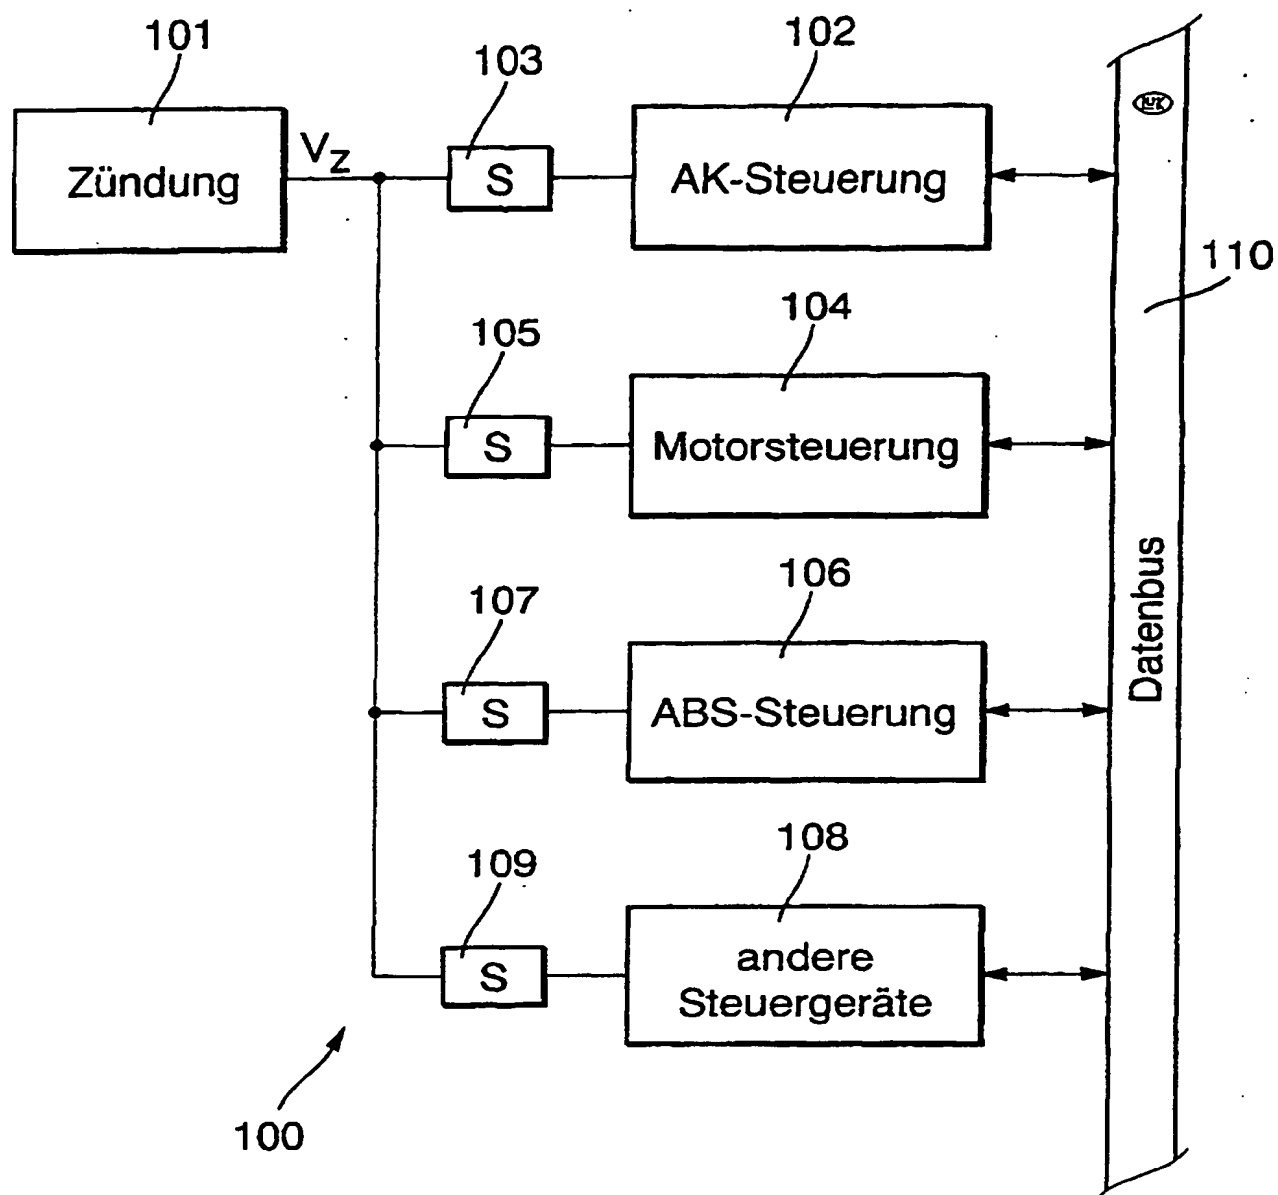 101
103
102
Zündung
VZ
S
AK-Steuerung
110
105
104
S
Motorsteuerung
107
106
S
ABS-Steuerung
Datenbus
109
108
S
andere
Steuergeräte
100